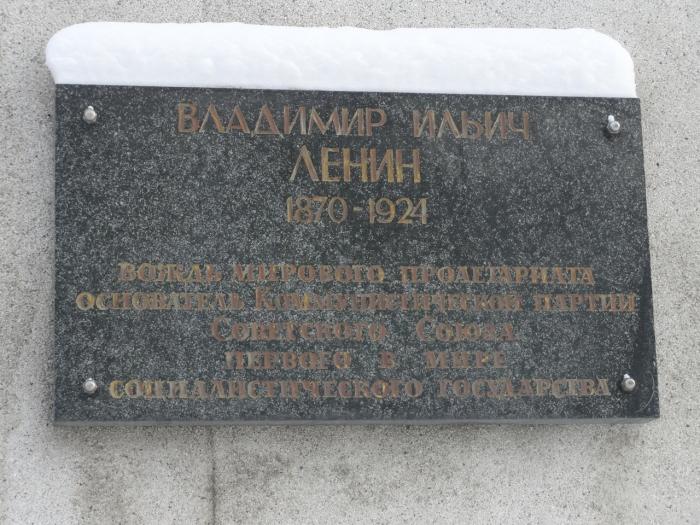 Владимир Ильич
Ленин
1870-1924
вождь мирового пролетариата
основатель Коммунистической партии
Советского Союза
первого в мире
социалистического государства